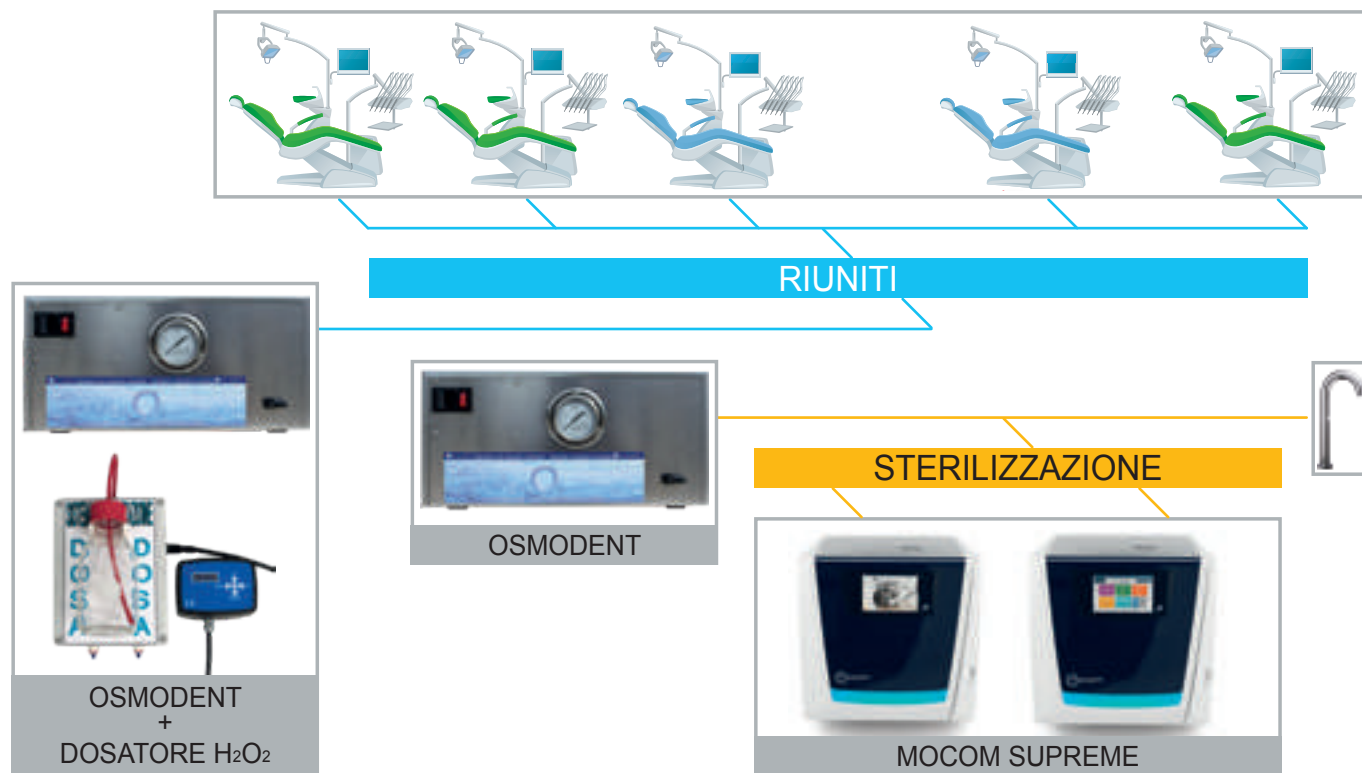 RIUNITI
STERILIZZAZIONE
OSMODENT
DOSA
DOSA
OSMODENT
+
DOSATORE H₂O₂
MOCOM SUPREME